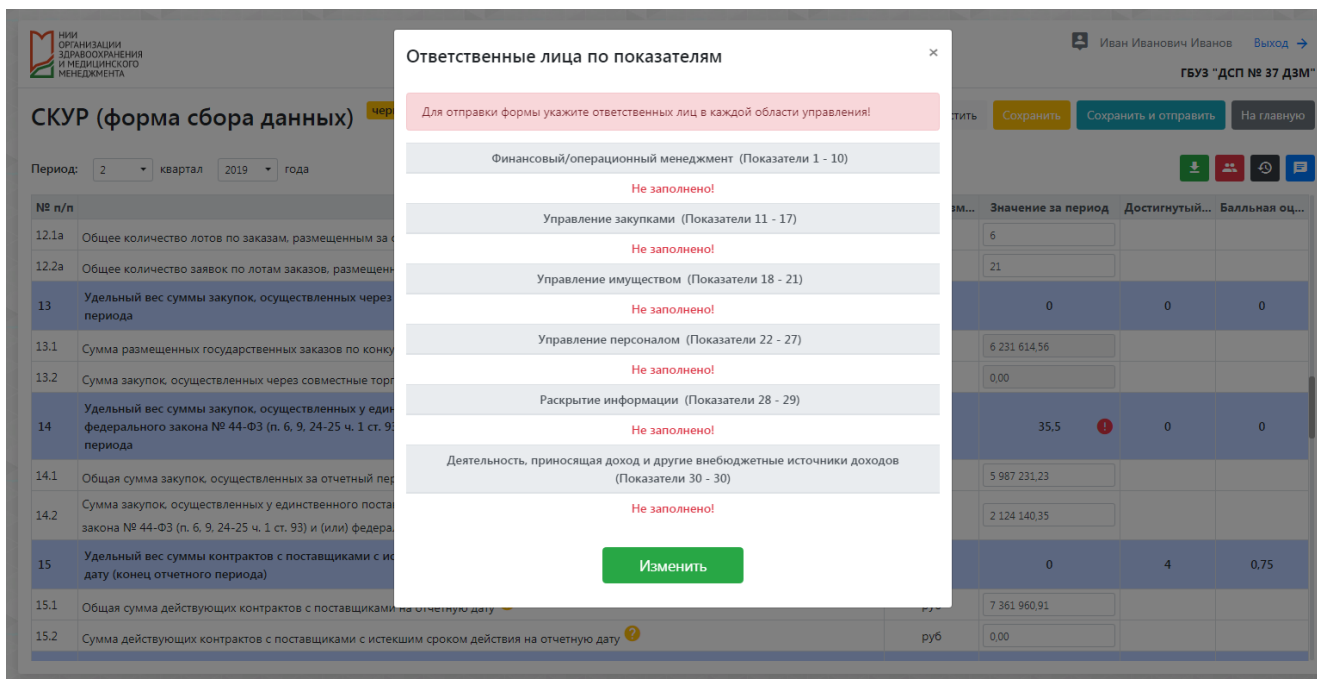 НИИ
ОРГАНИЗАЦИИ
ЗДРАВООХРАНЕНИЯ
И МЕДИЦИНСКОГО
МЕНЕДЖМЕНТА
Иван Иванович Иванов Выход →
ГБУЗ "ДСП № 37 ДЗМ"
СКУР (форма сбора данных) чер
тить Сохранить Сохранить и отправить На главную
Период: 2 квартал 2019 года
Ответственные лица по показателям ×
Для отправки формы укажите ответственных лиц в каждой области управления!
Финансовый/операционный менеджмент (Показатели 1 - 10)
Не заполнено!
Управление закупками (Показатели 11 - 17)
Не заполнено!
Управление имуществом (Показатели 18 - 21)
Не заполнено!
Управление персоналом (Показатели 22 - 27)
Не заполнено!
Раскрытие информации (Показатели 28 - 29)
Не заполнено!
Деятельность, приносящая доход и другие внебюджетные источники доходов
(Показатели 30 - 30)
Не заполнено!
Изменить
№ п/п зм... Значение за период Достигнутый... Балльная оц...
12.1а Общее количество лотов по заказам, размещенным за 6
12.2а Общее количество заявок по лотам заказов, 21
13 Удельный вес суммы закупок, осуществленных через
периода 0 0 0
13.1 Сумма размещенных государственных заказов по 6 231 614,56
13.2 Сумма закупок, осуществленных через совместные 0,00
Удельный вес суммы закупок, осуществленных у
14 федерального закона № 44-ФЗ (п. 6, 9, 24-25 ч. 1 ст. 35,5 ! 0 0
периода
14.1 Общая сумма закупок, осуществленных за отчетный 5 987 231,23
14.2 Сумма закупок, осуществленных у единственного
закона № 44-ФЗ (п. 6, 9, 24-25 ч. 1 ст. 93) и (или) 2 124 140,35
15 Удельный вес суммы контрактов с поставщиками с
дату (конец отчетного периода) 0 4 0,75
15.1 Общая сумма действующих контрактов с поставщиками на отчетную дату руб 7 361 960,91
15.2 Сумма действующих контрактов с поставщиками с истекшим сроком действия на отчетную дату ? руб 0,00